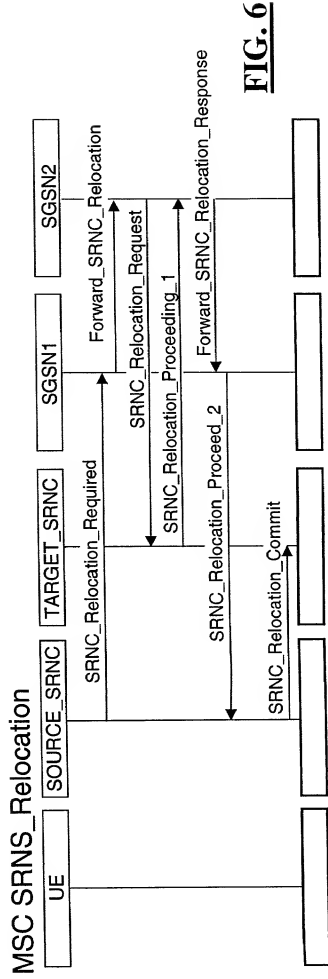 MSC SRNS_Relocation
UE
SOURCE_SRNC
TARGET_SRNC
SGSN1
SGSN2
SRNC_Relocation_Required
Forward_SRNC_Relocation
SRNC_Relocation_Request
SRNC_Relocation_Proceeding_1
Forward_SRNC_Relocation_Response
SRNC_Relocation_Proceed_2
SRNC_Relocation_Commit
FIG. 6